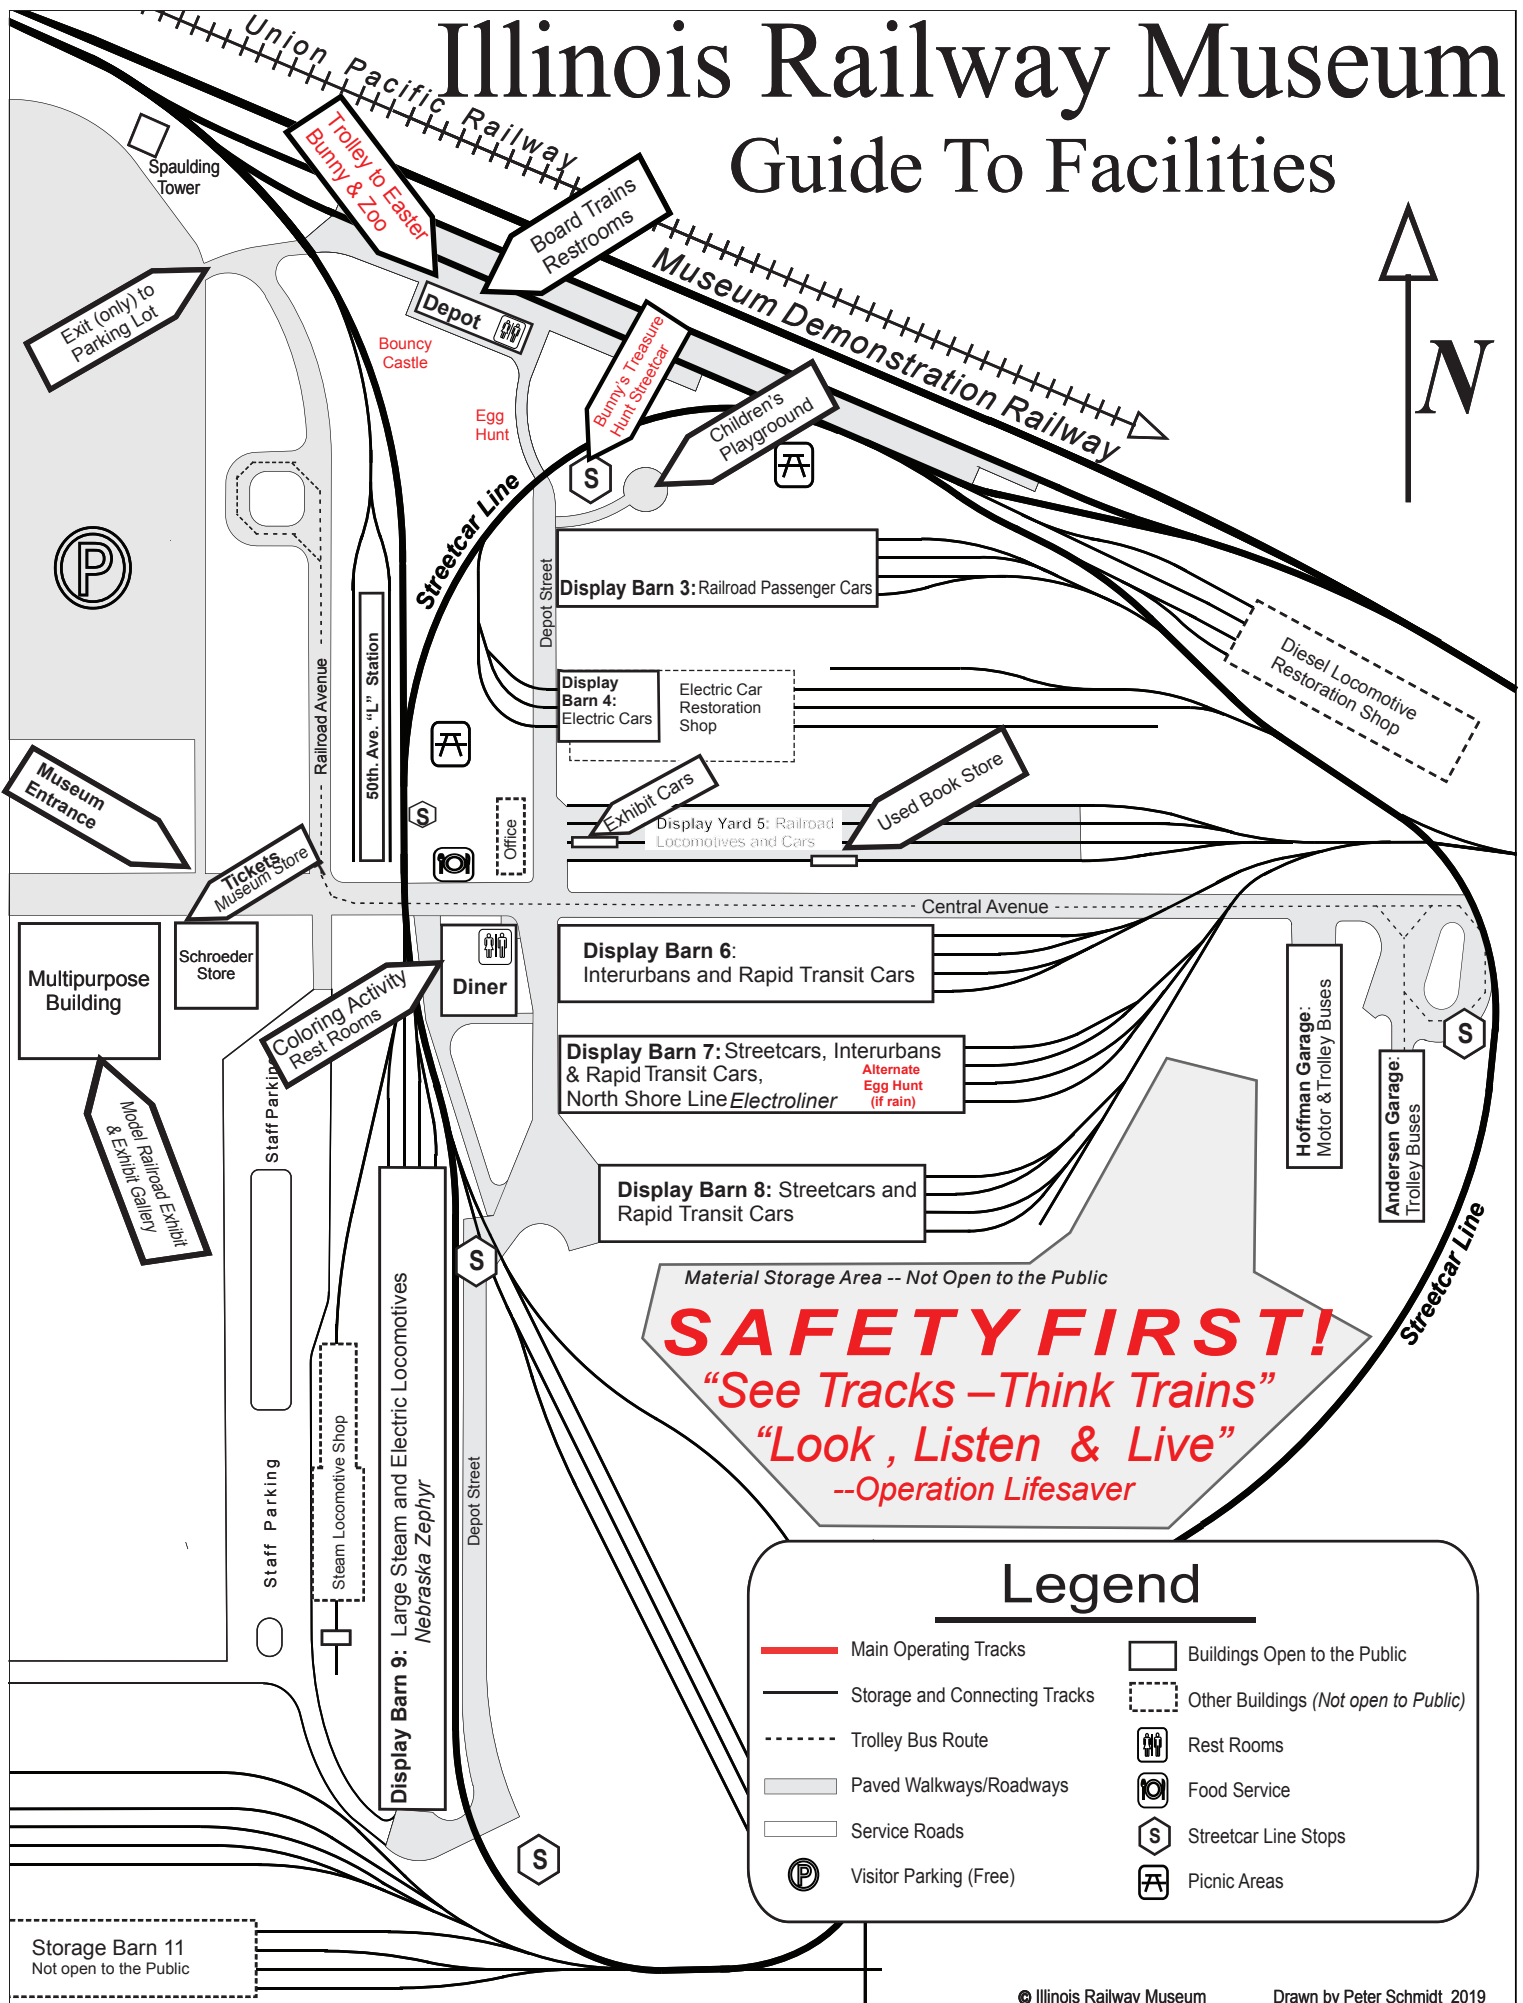 Illinois Railway Museum
Guide To Facilities
Union Pacific Railway
Spaulding
Tower
Trolley to Easter
Bunny & Zoo
Board Trains
Restrooms
Museum Demonstration Railway
N
Exit (only) to
Parking Lot
Depot
Bouncy
Castle
Egg
Hunt
Bunny's Treasure
Hunt Streetcar
Children's
Playgroound
S
Streetcar Line
P
Depot Street
Display Barn 3: Railroad Passenger Cars
Railroad Avenue
50th. Ave. “L” Station
Display
Barn 4:
Electric Cars
Electric Car
Restoration
Shop
Diesel Locomotive
Restoration Shop
Museum
Entrance
S
Office
Exhibit Cars
Display Yard 5: Railroad
Locomotives and Cars
Used Book Store
Tickets
Museum Store
Central Avenue
Multipurpose
Building
Schroeder
Store
Diner
Coloring Activity
Rest Rooms
Display Barn 6:
Interurbans and Rapid Transit Cars
Display Barn 7: Streetcars, Interurbans
& Rapid Transit Cars,
North Shore Line Electroliner
Alternate
Egg Hunt
(if rain)
Hoffman Garage:
Motor & Trolley Buses
S
Andersen Garage:
Trolley Buses
Model Railroad Exhibit
& Exhibit Gallery
Staff Parking
Display Barn 8: Streetcars and
Rapid Transit Cars
S
Streetcar Line
Material Storage Area -- Not Open to the Public
SAFETY FIRST!
“See Tracks –Think Trains”
“Look , Listen & Live”
--Operation Lifesaver
Staff Parking
Steam Locomotive Shop
Display Barn 9: Large Steam and Electric Locomotives
Nebraska Zephyr
Depot Street
S
Legend
Main Operating Tracks
Storage and Connecting Tracks
Trolley Bus Route
Paved Walkways/Roadways
Service Roads
P Visitor Parking (Free)
Buildings Open to the Public
Other Buildings (Not open to Public)
Rest Rooms
Food Service
S Streetcar Line Stops
Picnic Areas
Storage Barn 11
Not open to the Public
© Illinois Railway Museum
Drawn by Peter Schmidt 2019